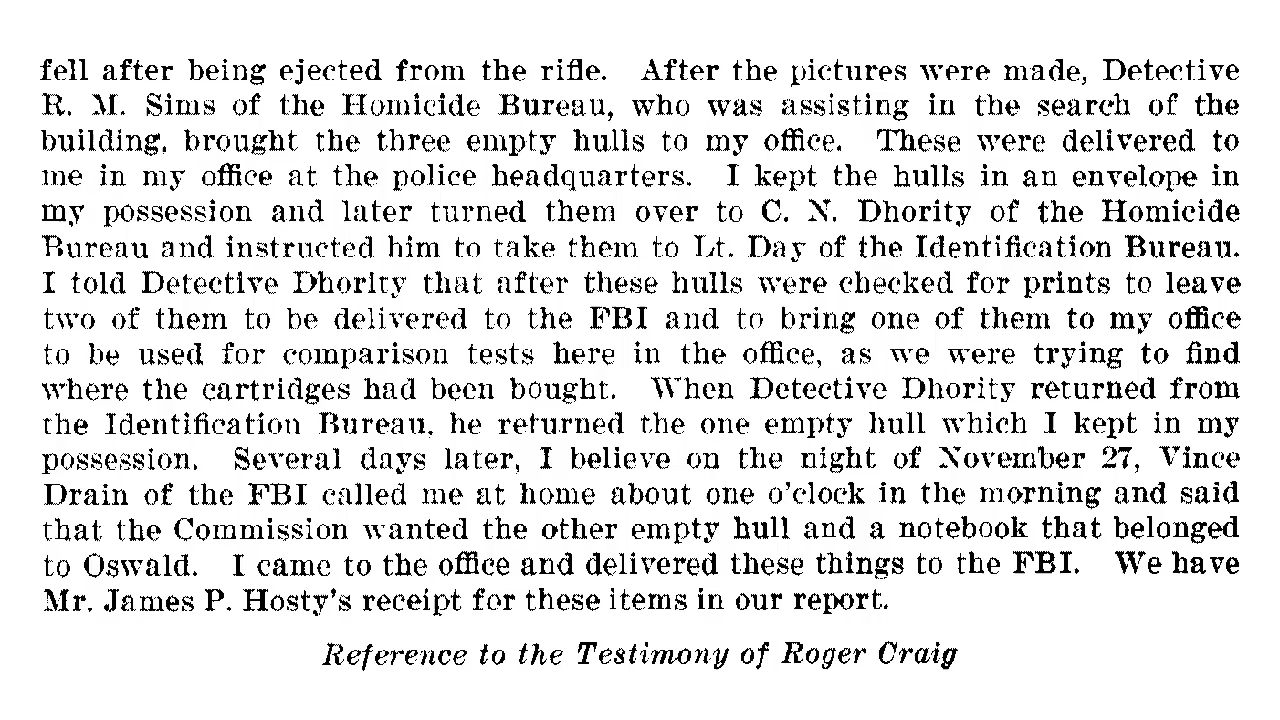 fell after being ejected from the rifle. After the pictures were made, Detective
R. M. Sims of the Homicide Bureau, who was assisting in the search of the
building, brought the three empty hulls to my office. These were delivered to
me in my office at the police headquarters. I kept the hulls in an envelope in
my possession and later turned them over to C. N. Dhority of the Homicide
Bureau and instructed him to take them to Lt. Day of the Identification Bureau.
I told Detective Dhority that after these hulls were checked for prints to leave
two of them to be delivered to the FBI and to bring one of them to my office
to be used for comparison tests here in the office, as we were trying to find
where the cartridges had been bought. When Detective Dhority returned from
the Identification Bureau, he returned the one empty hull which I kept in my
possession. Several days later, I believe on the night of November 27, Vince
Drain of the FBI called me at home about one o'clock in the morning and said
that the Commission wanted the other empty hull and a notebook that belonged
to Oswald. I came to the office and delivered these things to the FBI. We have
Mr. James P. Hosty's receipt for these items in our report.
Reference to the Testimony of Roger Craig